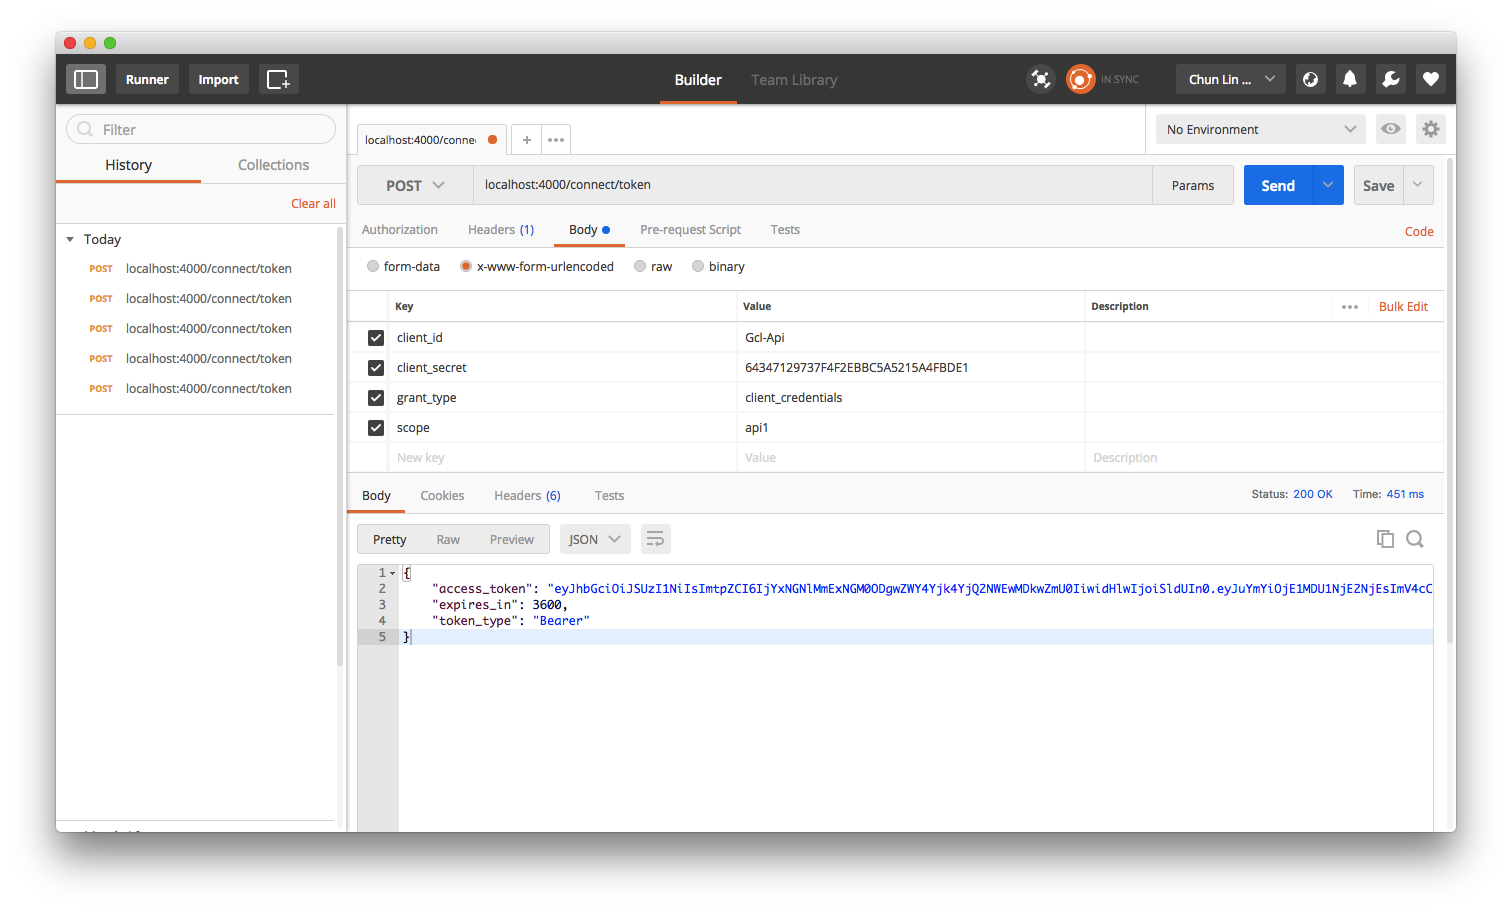 Runner Import Builder Team Library IN SYNC Chun Lin ...
Filter
History Collections
Clear all
Today
POST localhost:4000/connect/token
POST localhost:4000/connect/token
POST localhost:4000/connect/token
POST localhost:4000/connect/token
POST localhost:4000/connect/token
localhost:4000/conne + ••• No Environment
POST localhost:4000/connect/token Params Send Save
Authorization Headers (1) Body Pre-request Script Tests Code
form-data x-www-form-urlencoded raw binary
Key Value Description ••• Bulk Edit
client_id Gcl-Api
client_secret 64347129737F4F2EBBC5A5215A4FBDE1
grant_type client_credentials
scope api1
New key Value Description
Body Cookies Headers (6) Tests Status: 200 OK Time: 451 ms
Pretty Raw Preview JSON
1 {
2 "access_token": "eyJhbGciOiJSUzI1NiIsImtpZCI6IjYxNGNlMmExNGM0ODgwZWY4Yjk4YjQ2NWEwMDkwZmU0IiwidHlwIjoiSldUIn0.eyJuYmYiOjE1MDU1NjE2NjEsImV4cC
3 "expires_in": 3600,
4 "token_type": "Bearer"
5 }